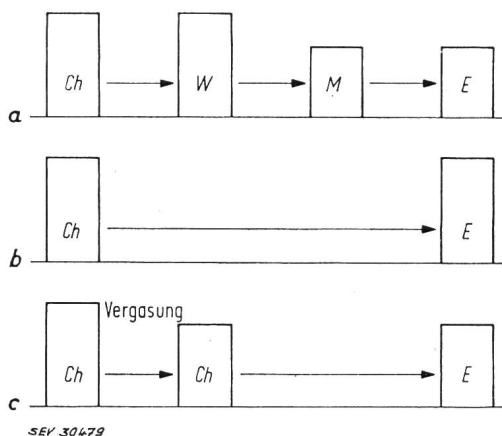 a Ch W M E
b Ch E
Vergasung
c Ch Ch E
SEV 30479